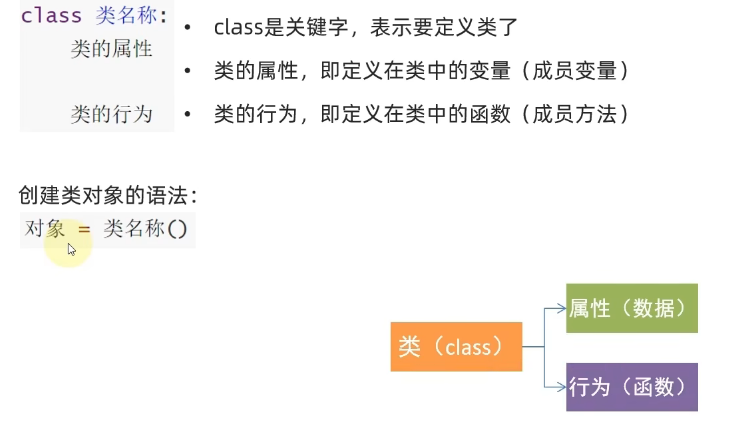 class 类名称:
类的属性
类的行为
• class是关键字，表示要定义类了
• 类的属性，即定义在类中的变量（成员变量）
• 类的行为，即定义在类中的函数（成员方法）
创建类对象的语法：
对象 = 类名称()
类（class）
属性（数据）
行为（函数）